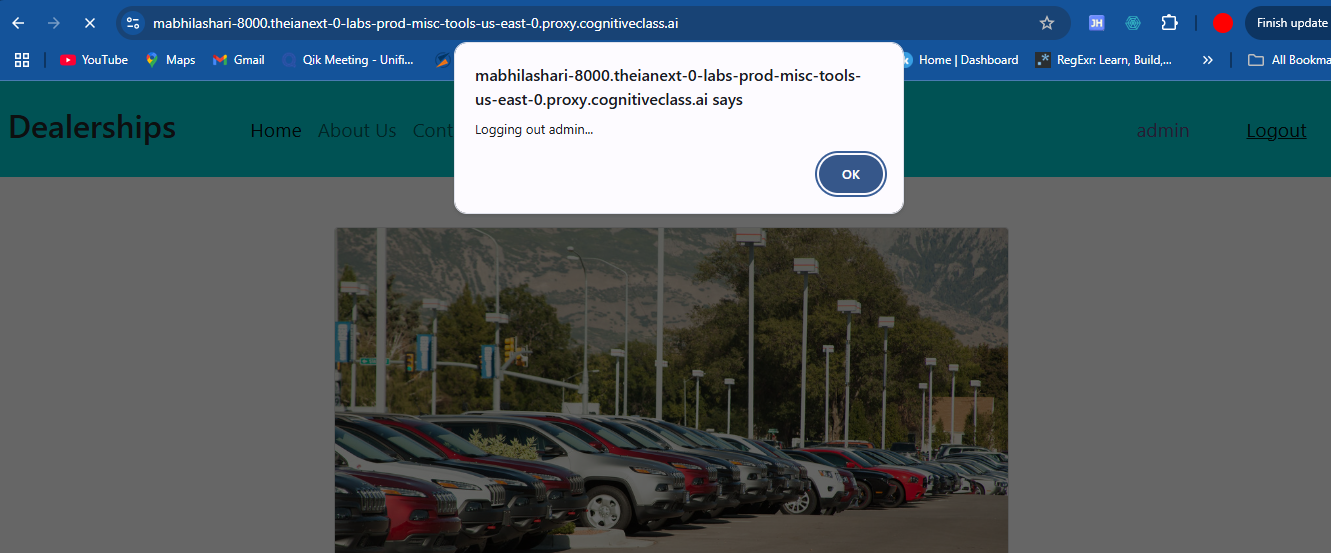 mabhilashari-8000.theianext-0-labs-prod-misc-tools-us-east-0.proxy.cognitiveclass.ai
JH
Finish update
YouTube
Maps
Gmail
Qik Meeting - Unifi...
Home | Dashboard
RegExr: Learn, Build,...
»
All Bookma
mabhilashari-8000.theianext-0-labs-prod-misc-tools-
us-east-0.proxy.cognitiveclass.ai says
Logging out admin...
OK
Dealerships
Home
About Us
Cont
admin
Logout